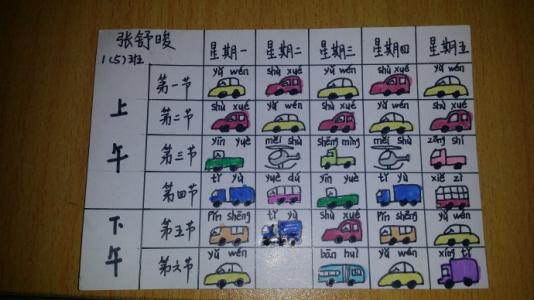 张舒晙 星期一 星期二 星期三 星期四 星期五
1(5)班
上午
第一节 yǔ wén shù xué yǔ wén shù xué yǔ wén
第二节 shù xué yǔ wén shù xué yǔ wén shù xué
第三节 yīn yuè měi shù shēng mìng měi shù zōng shí
第四节 tǐ yù yuè dú yīn yuè tǐ yù xiě zì
下午
第五节 Pǐn shēng tǐ yù shù xué Pǐn shēng yǔ wén
第六节 yǔ wén bān huì yǔ wén xíng tǐ